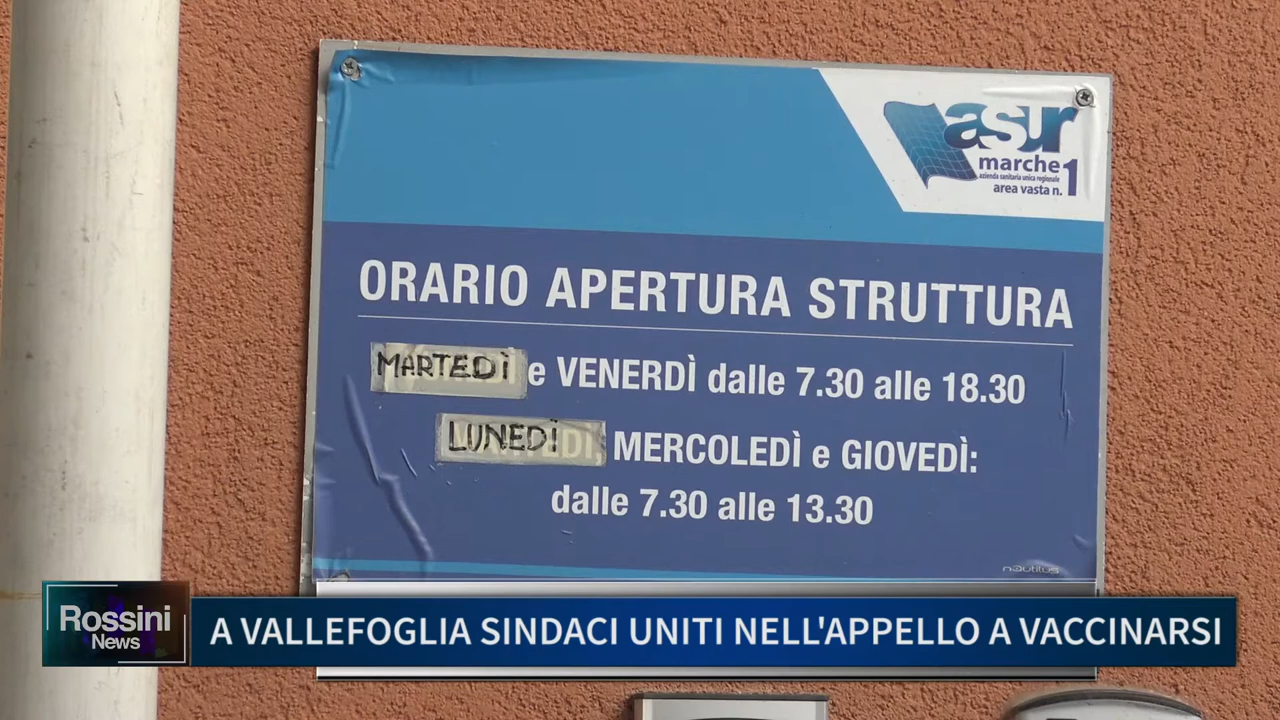 asur
marche 1
azienda sanitaria unica regionale
area vasta n.
ORARIO APERTURA STRUTTURA
MARTEDÌ e VENERDÌ dalle 7.30 alle 18.30
LUNEDÌ MERCOLEDÌ e GIOVEDÌ:
dalle 7.30 alle 13.30
nautilus
Rossini
News
A VALLEFOGLIA SINDACI UNITI NELL'APPELLO A VACCINARSI